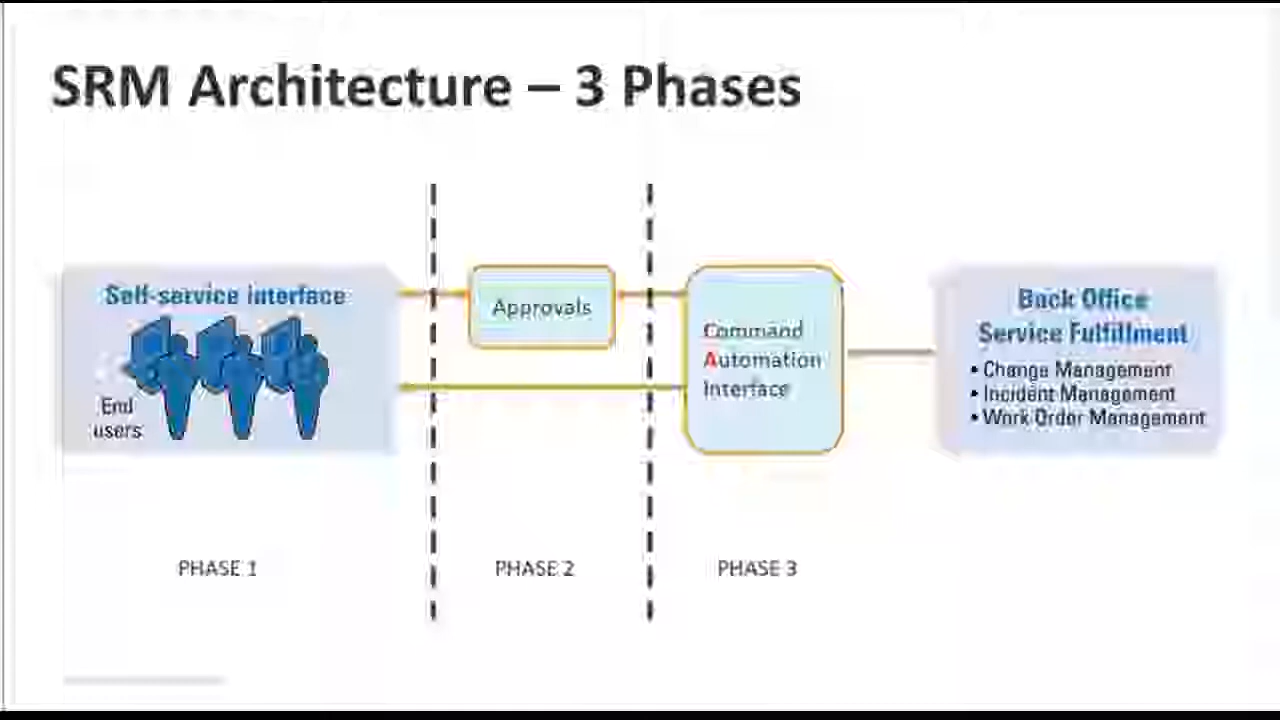 SRM Architecture – 3 Phases
Self-service interface
End
users
Approvals
Command
Automation
Interface
Back Office
Service Fulfillment
• Change Management
• Incident Management
• Work Order Management
PHASE 1
PHASE 2
PHASE 3